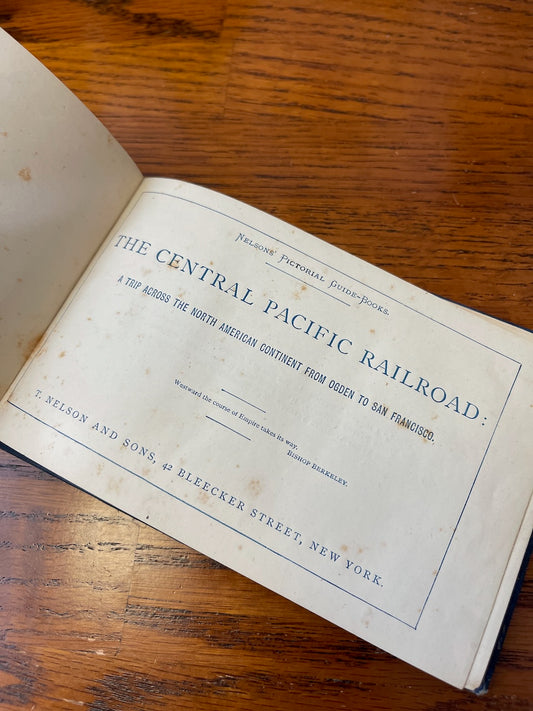 Nelsons' Pictorial Guide-Books.
THE CENTRAL PACIFIC RAILROAD:
A TRIP ACROSS THE NORTH AMERICAN CONTINENT FROM OGDEN TO SAN FRANCISCO.
Westward the course of Empire takes its way.
BISHOP BERKELEY.
T. NELSON AND SONS, 42 BLEECKER STREET, NEW YORK.